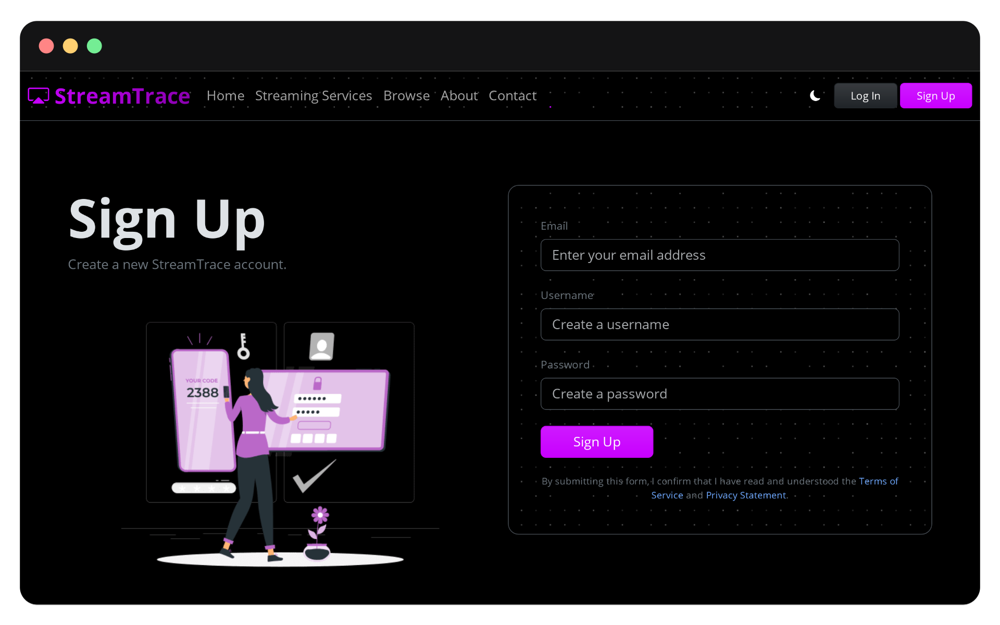 StreamTrace Home Streaming Services Browse About Contact Log In Sign Up
Sign Up
Create a new StreamTrace account.
YOUR CODE
2388
Email
Enter your email address
Username
Create a username
Password
Create a password
Sign Up
By submitting this form, I confirm that I have read and understood the Terms of
Service and Privacy Statement.